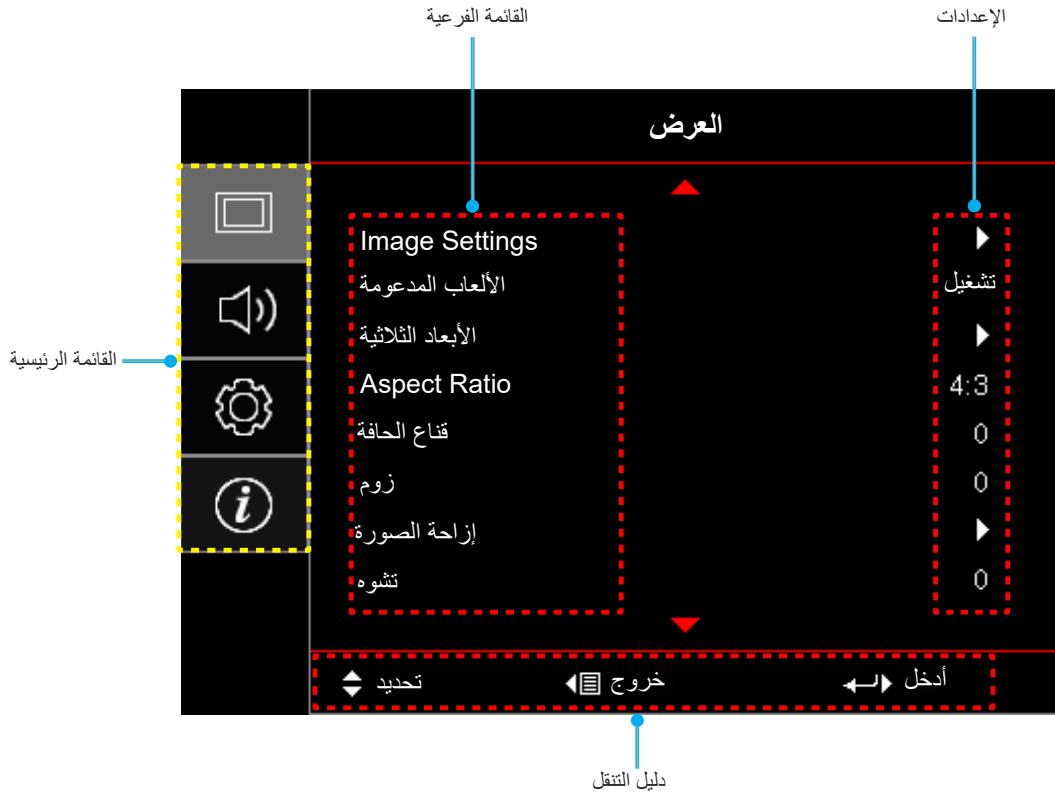 القائمة الفرعية
الإعدادات
العرض
Image Settings
الألعاب المدعومة
تشغيل
الأبعاد الثلاثية
القائمة الرئيسية
Aspect Ratio
4:3
قناع الحافة
0
زوم
0
إزاحة الصورة
تشوه
0
تحديد
خروج
أدخل
دليل التنقل